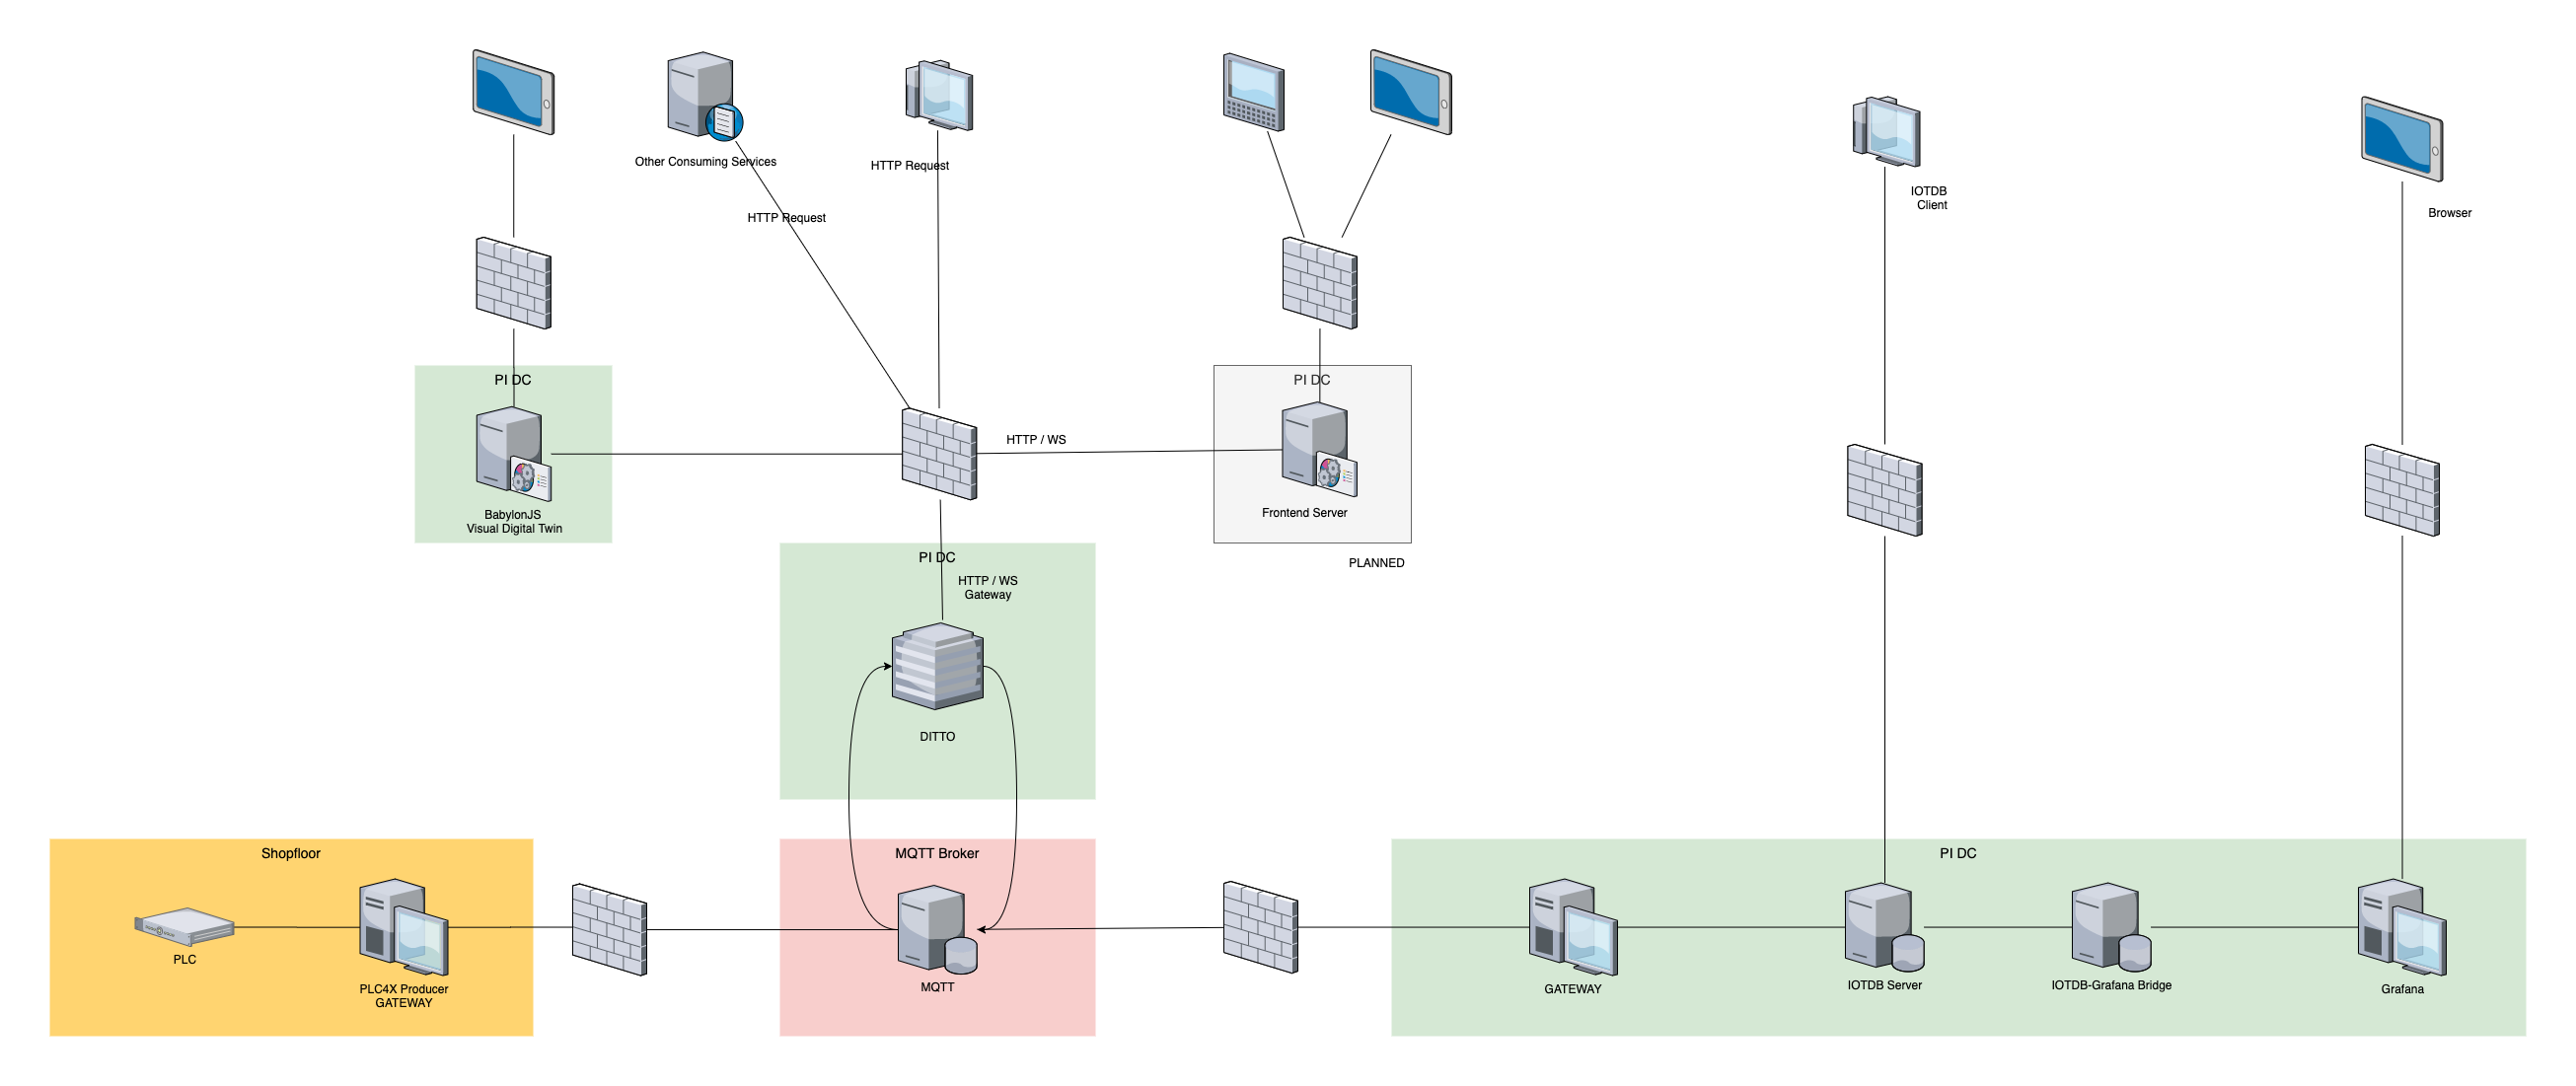 Other Consuming Services
HTTP Request
IOTDB
Client
Browser
HTTP Request
PI DC
PI DC
HTTP / WS
BabylonJS
Visual Digital Twin
Frontend Server
PI DC
PLANNED
HTTP / WS
Gateway
DITTO
Shopfloor
MQTT Broker
PI DC
PLC
PLC4X Producer
GATEWAY
MQTT
GATEWAY
IOTDB Server
IOTDB-Grafana Bridge
Grafana